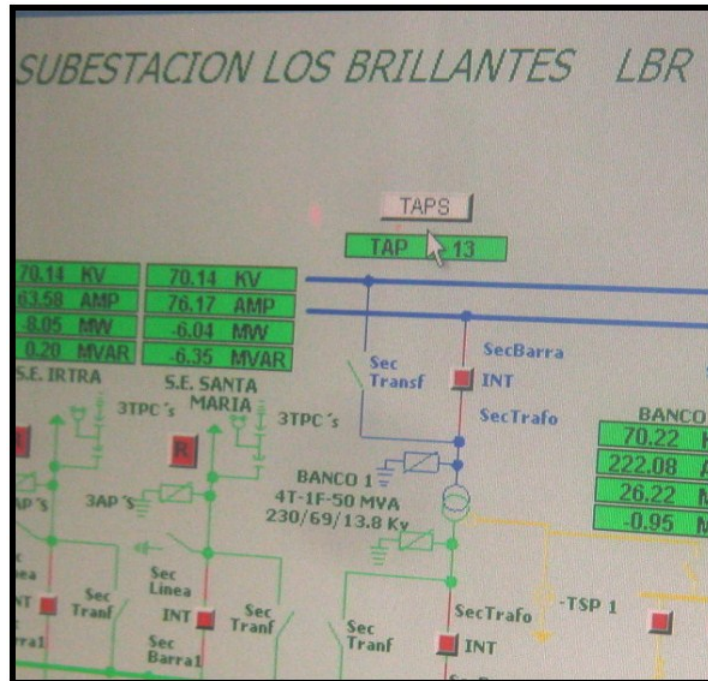 SUBESTACION LOS BRILLANTES LBR
TAPS
TAP 13
70.14 KV
63.58 AMP
-8.05 MW
0.20 MVAR
S.E. IRTRA
70.14 KV
76.17 AMP
-6.04 MW
-6.35 MVAR
S.E. SANTA
MARIA
3TPC´s
3TPC´s
R
3AP´s
Sec
Transf
SecBarra
INT
SecTrafo
BANCO 1
4T-1F-50 MVA
230/69/13.8 Kv
BANCO
70.22
222.08
26.22
-0.95
Sec
Tranf
Sec
Linea
INT
Sec
Barra1
Sec
Tranf
Sec
Tranf
SecTrafo
INT
-TSP 1